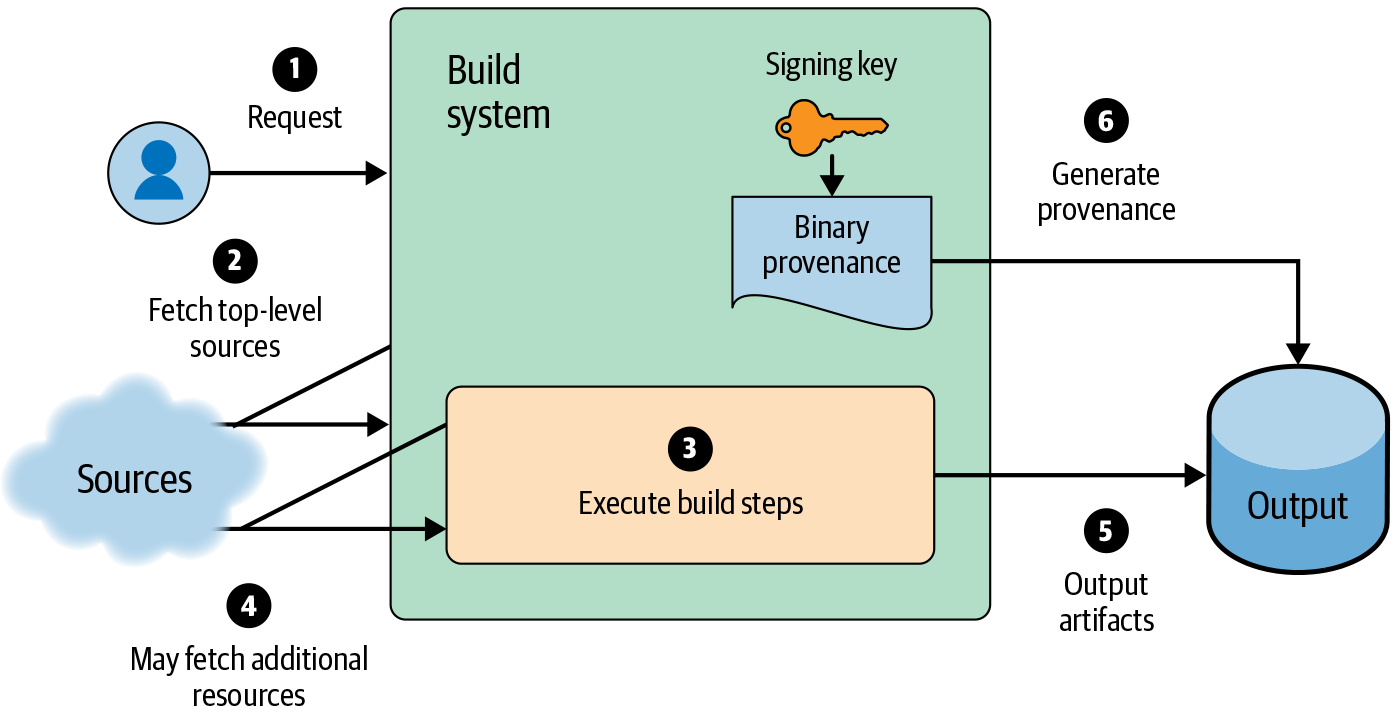 1
Request
Build
system
Signing key
Binary
provenance
6
Generate
provenance
2
Fetch top-level
sources
Sources
3
Execute build steps
Output
5
Output
artifacts
4
May fetch additional
resources